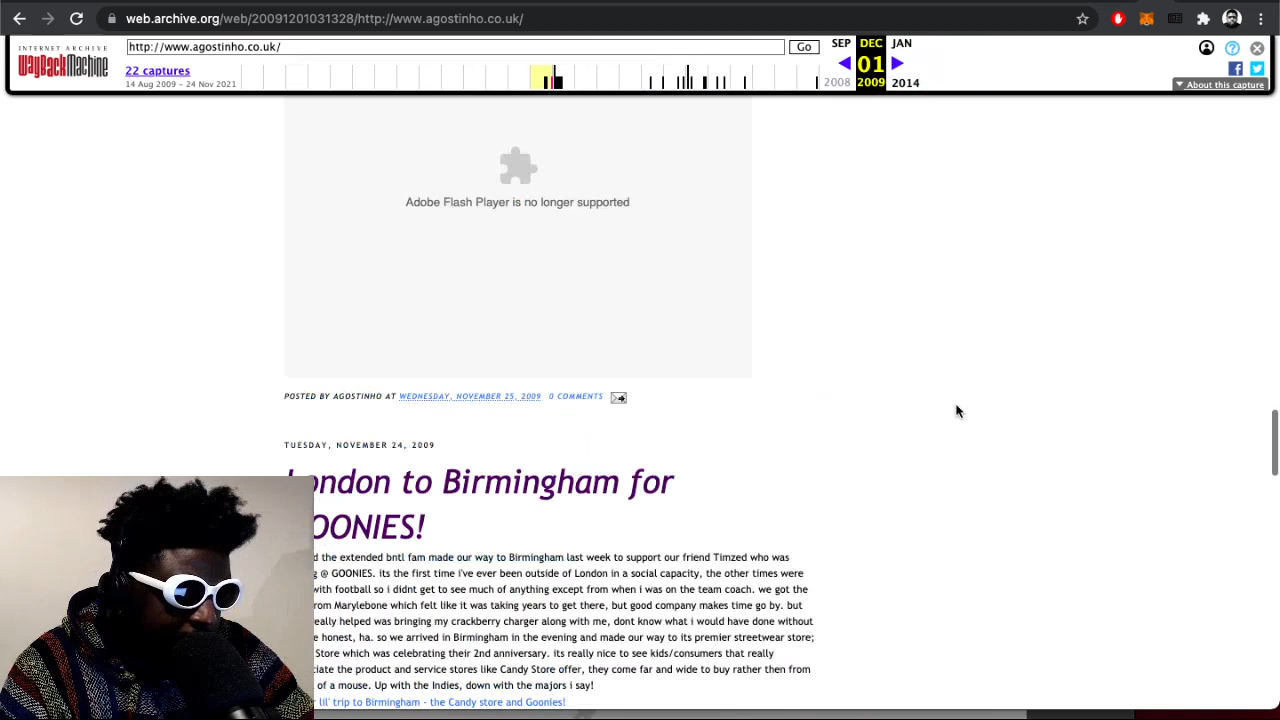 web.archive.org/web/20091201031328/http://www.agostinho.co.uk/
INTERNET ARCHIVE
WayBackMachine
http://www.agostinho.co.uk/
Go
SEP DEC JAN
22 captures
01
14 Aug 2009 – 24 Nov 2021
2008 2009 2014
About this capture
Adobe Flash Player is no longer supported
POSTED BY AGOSTINHO AT WEDNESDAY, NOVEMBER 25, 2009 0 COMMENTS
TUESDAY, NOVEMBER 24, 2009
London to Birmingham for
GOONIES!
the extended bntl fam made our way to Birmingham last week to support our friend Timzed who was
@ GOONIES. its the first time i've ever been outside of London in a social capacity, the other times were
with football so i didnt get to see much of anything except from when i was on the team coach. we got the
from Marylebone which felt like it was taking years to get there, but good company makes time go by. but
really helped was bringing my crackberry charger along with me, dont know what i would have done without
honest, ha. so we arrived in Birmingham in the evening and made our way to its premier streetwear store;
Store which was celebrating their 2nd anniversary. its really nice to see kids/consumers that really
the product and service stores like Candy Store offer, they come far and wide to buy rather then from
of a mouse. Up with the Indies, down with the majors i say!
lil' trip to Birmingham - the Candy store and Goonies!